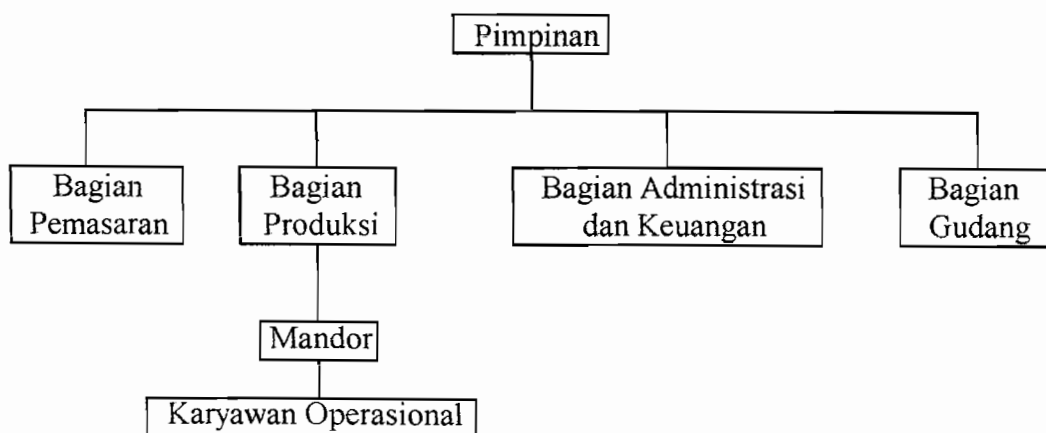 Pimpinan
Bagian
Pemasaran
Bagian
Produksi
Bagian Administrasi
dan Keuangan
Bagian
Gudang
Mandor
Karyawan Operasional